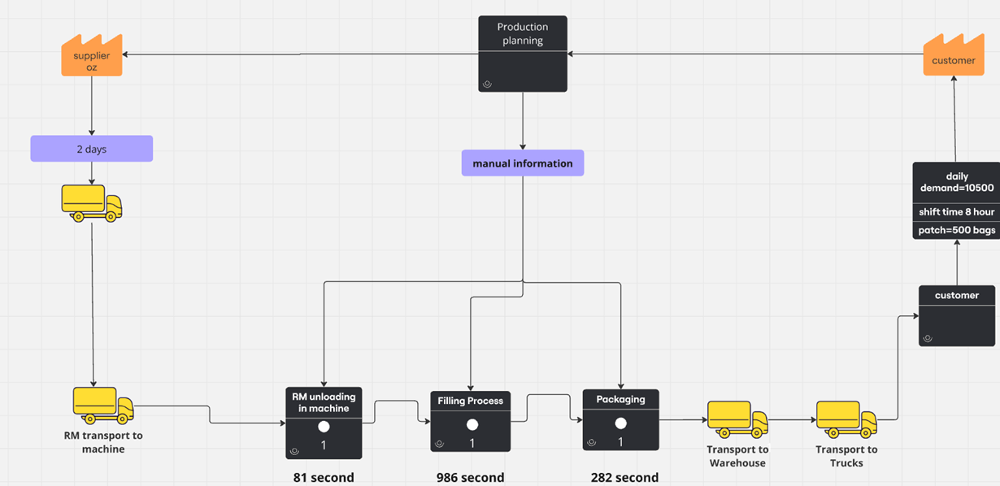 Production
planning
supplier
oz
customer
2 days
manual information
daily
demand=10500
shift time 8 hour
patch=500 bags
customer
RM unloading
in machine
1
Filling Process
1
Packaging
1
RM transport to
machine
Transport to
Warehouse
Transport to
Trucks
81 second
986 second
282 second